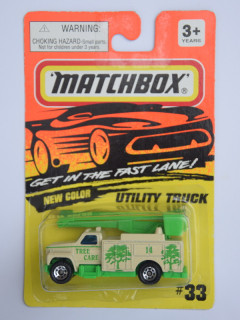 WARNING:
CHOKING HAZARD-Small parts.
Not for children under 3 years.
3+
YEARS
MATCHBOX®
GET IN THE FAST LANE!
NEW COLOR
UTILITY TRUCK
TREE
CARE
14
#33